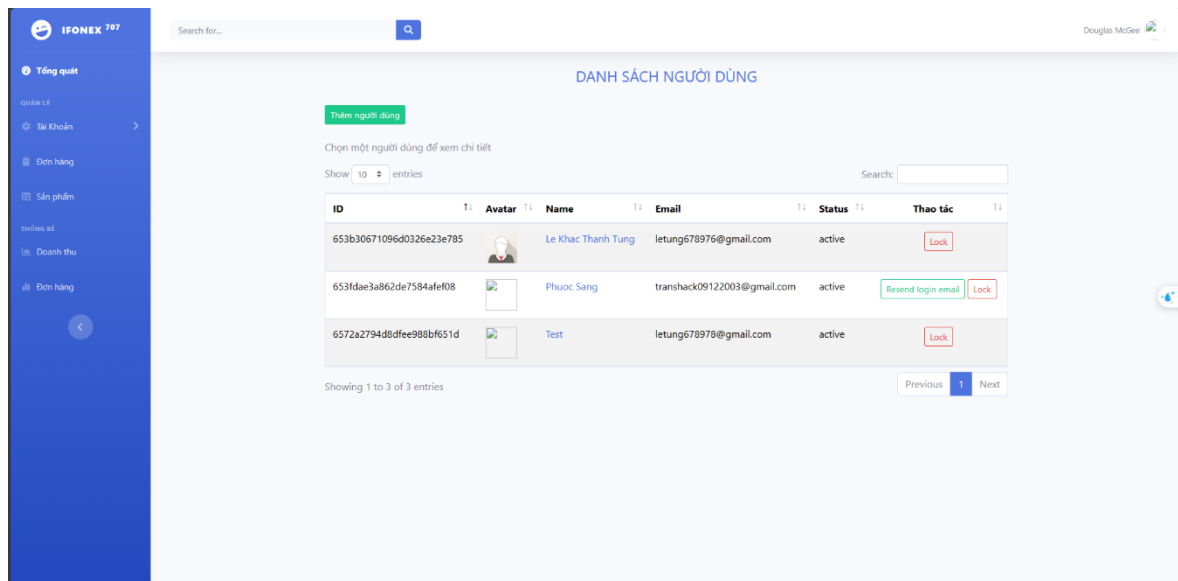 IFONEX 707
Search for...
Douglas McGee
Tổng quát
QUẢN LÝ
Tài Khoản
Đơn hàng
Sản phẩm
THỐNG KÊ
Doanh thu
Đơn hàng
DANH SÁCH NGƯỜI DÙNG
Thêm người dùng
Chọn một người dùng để xem chi tiết
Show 10 entries
Search:
ID Avatar Name Email Status Thao tác
653b30671096d0326e23e785 Le Khac Thanh Tung letung678976@gmail.com active Lock
653fdae3a862de7584afef08 Phuoc Sang transhack09122003@gmail.com active Resend login email Lock
6572a2794d8dfee988bf651d Test letung678978@gmail.com active Lock
Showing 1 to 3 of 3 entries
Previous 1 Next